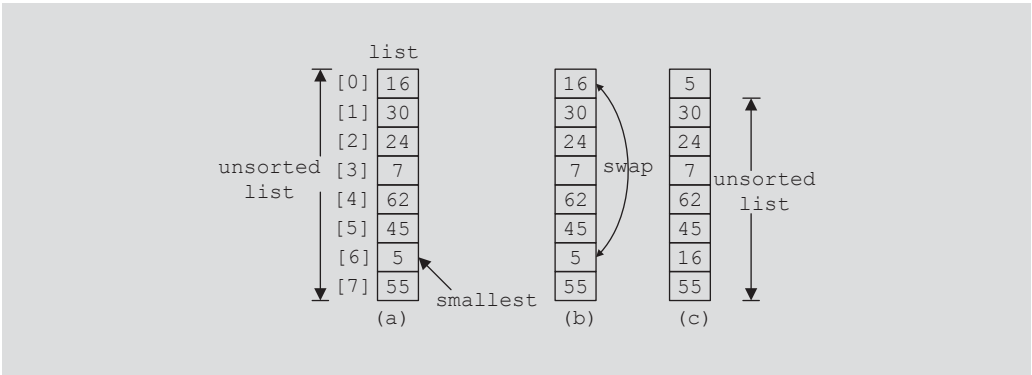 list
[0] 16 16 5
[1] 30 30 30
[2] 24 24 24
unsorted list [3] 7 7 swap 7 unsorted list
[4] 62 62 62
[5] 45 45 45
[6] 5 5 16
[7] 55 55 55
smallest
(a) (b) (c)